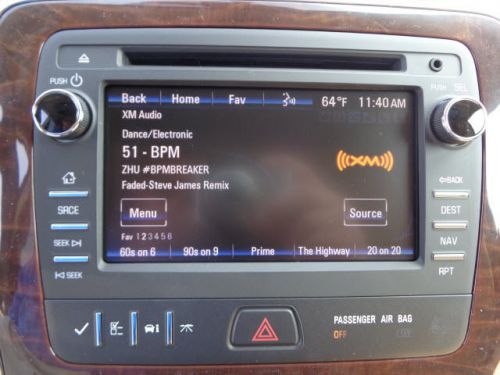 PUSH
PUSH SEL
Back Home Fav 64°F 11:40 AM
XM Audio
Dance/Electronic
51 - BPM
ZHU #BPMBREAKER
Faded-Steve James Remix
(((XM)))
Menu Source
Fav 1 2 3 4 5 6
60s on 6 90s on 9 Prime The Highway 20 on 20
SRCE
SEEK
SEEK
BACK
DEST
NAV
RPT
PASSENGER AIR BAG
OFF